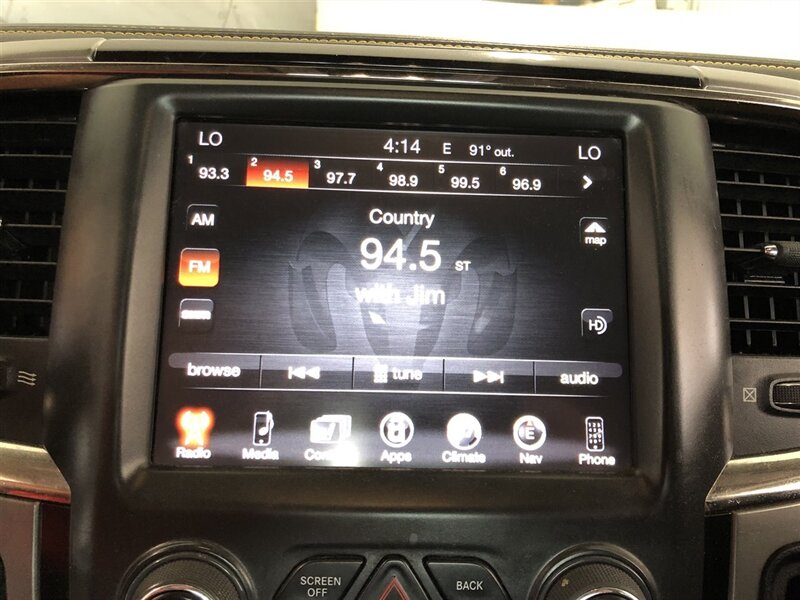 LO 4:14 E 91° out. LO
1 93.3 2 94.5 3 97.7 4 98.9 5 99.5 6 96.9
AM
Country
map
FM
94.5 ST
with Jim
HD
browse tune audio
Radio Media Apps Climate Nav Phone
E
SCREEN OFF
BACK